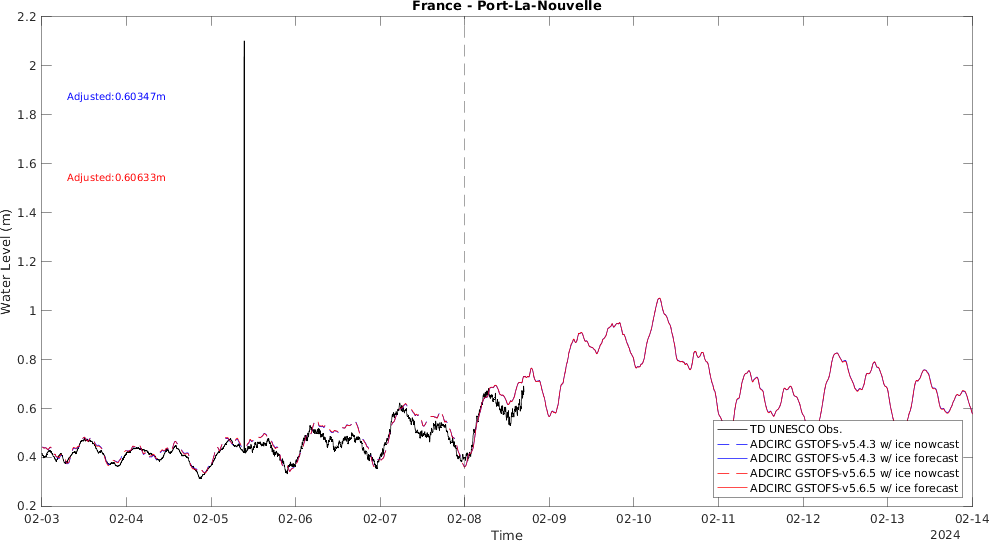 France - Port-La-Nouvelle
2.2
2
1.8
1.6
1.4
1.2
1
0.8
0.6
0.4
0.2
Water Level (m)
Adjusted:0.60347m
Adjusted:0.60633m
TD UNESCO Obs.
ADCIRC GSTOFS-v5.4.3 w/ ice nowcast
ADCIRC GSTOFS-v5.4.3 w/ ice forecast
ADCIRC GSTOFS-v5.6.5 w/ ice nowcast
ADCIRC GSTOFS-v5.6.5 w/ ice forecast
02-03 02-04 02-05 02-06 02-07 02-08 02-09 02-10 02-11 02-12 02-13 02-14
Time
2024